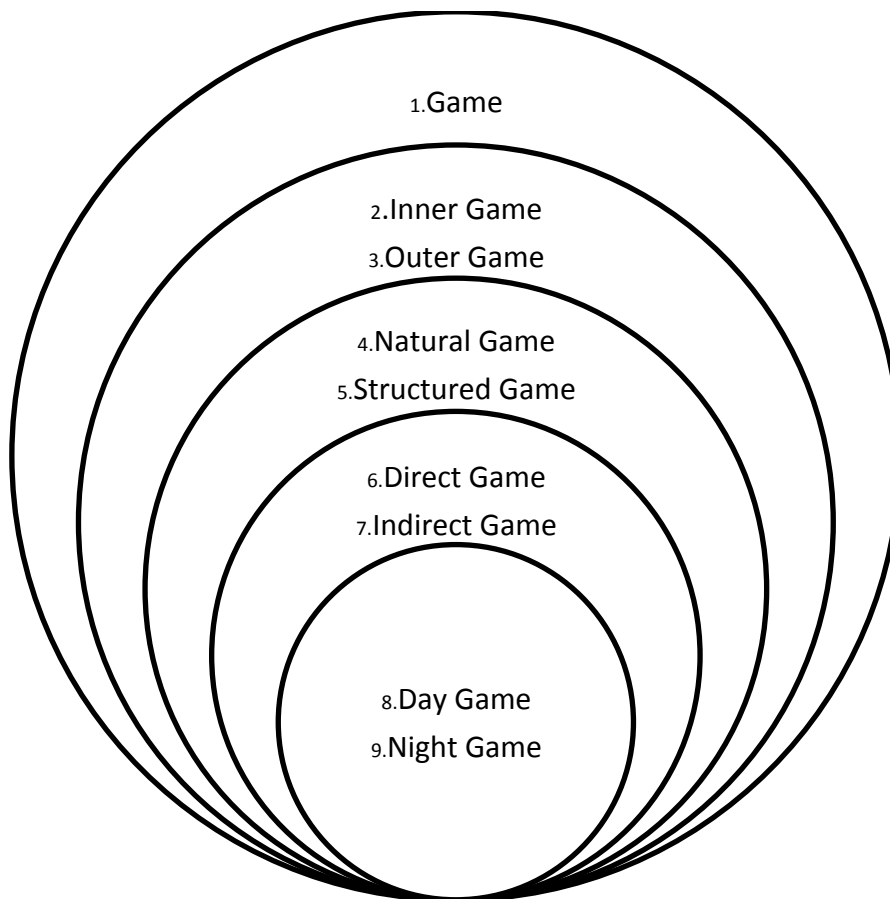 1.Game
2.Inner Game
3.Outer Game
4.Natural Game
5.Structured Game
6.Direct Game
7.Indirect Game
8.Day Game
9.Night Game